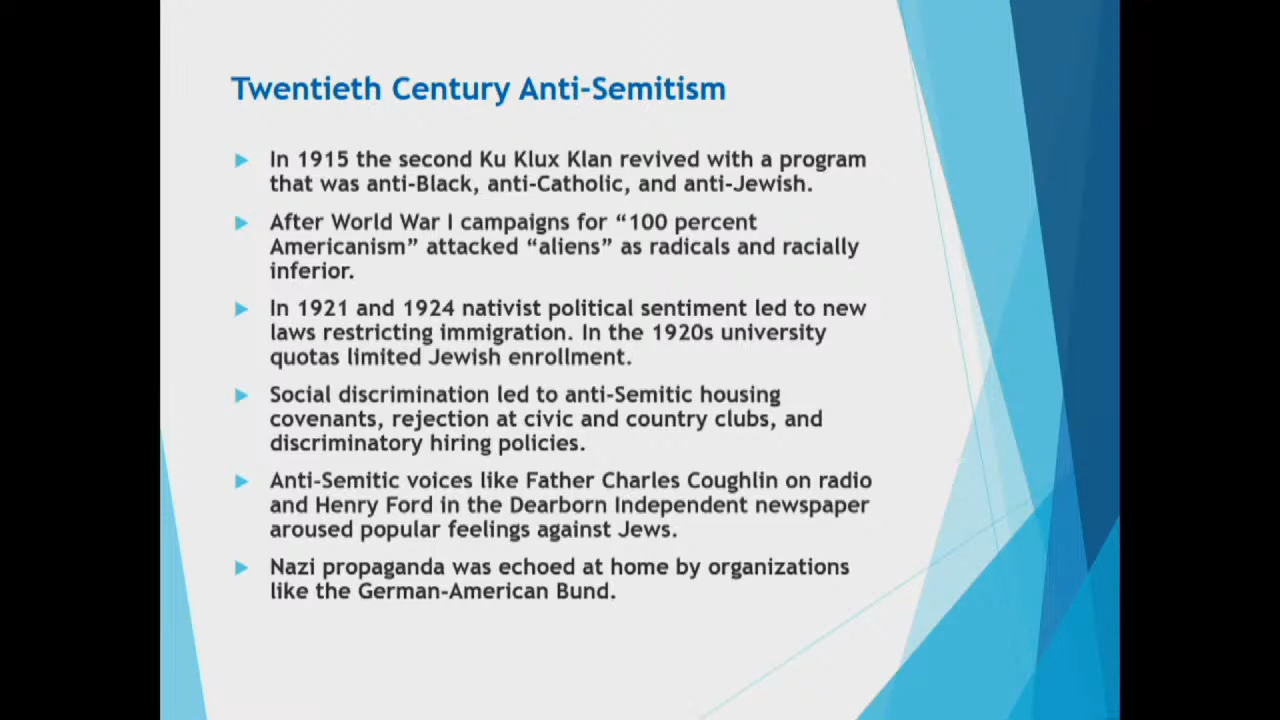 Twentieth Century Anti-Semitism
In 1915 the second Ku Klux Klan revived with a program
that was anti-Black, anti-Catholic, and anti-Jewish.
After World War I campaigns for “100 percent
Americanism” attacked “aliens” as radicals and racially
inferior.
In 1921 and 1924 nativist political sentiment led to new
laws restricting immigration. In the 1920s university
quotas limited Jewish enrollment.
Social discrimination led to anti-Semitic housing
covenants, rejection at civic and country clubs, and
discriminatory hiring policies.
Anti-Semitic voices like Father Charles Coughlin on radio
and Henry Ford in the Dearborn Independent newspaper
aroused popular feelings against Jews.
Nazi propaganda was echoed at home by organizations
like the German-American Bund.